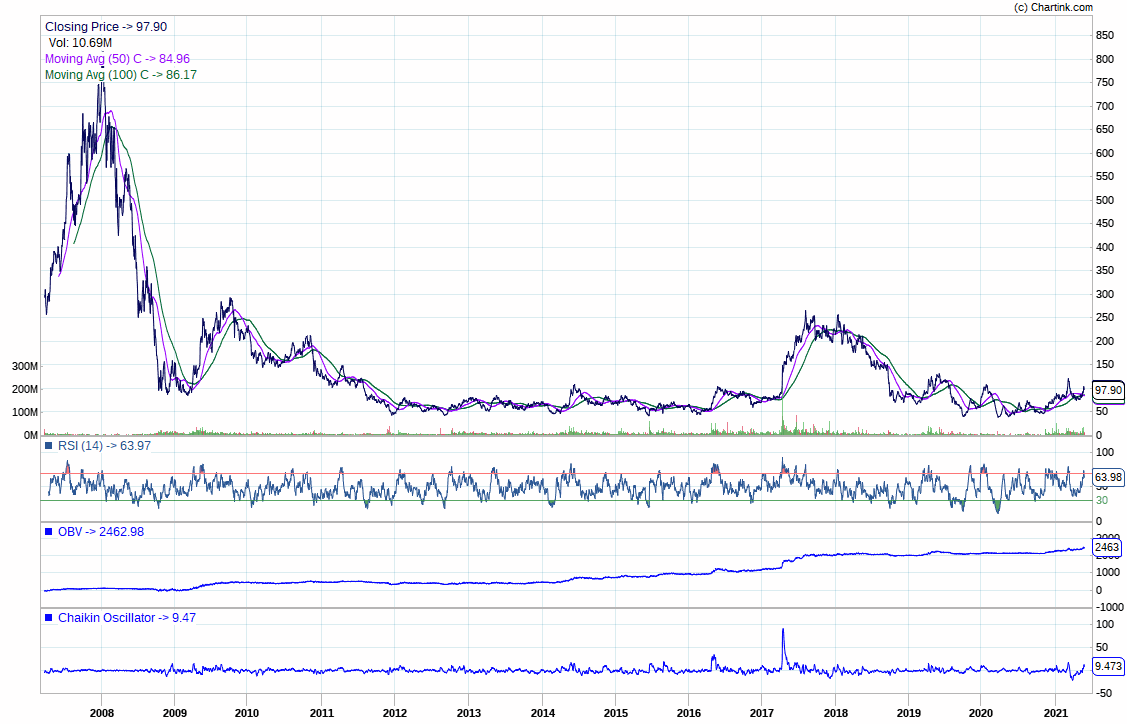 (c) Chartink.com
Closing Price -> 97.90
Vol: 10.69M
Moving Avg (50) C -> 84.96
Moving Avg (100) C -> 86.17
850
800
750
700
650
600
550
500
450
400
350
300
250
200
150
97.90
50
0
300M
200M
100M
0M
RSI (14) -> 63.97
100
63.98
50
30
0
OBV -> 2462.98
2000
2463
1000
0
-1000
Chaikin Oscillator -> 9.47
100
50
9.473
-50
2008 2009 2010 2011 2012 2013 2014 2015 2016 2017 2018 2019 2020 2021